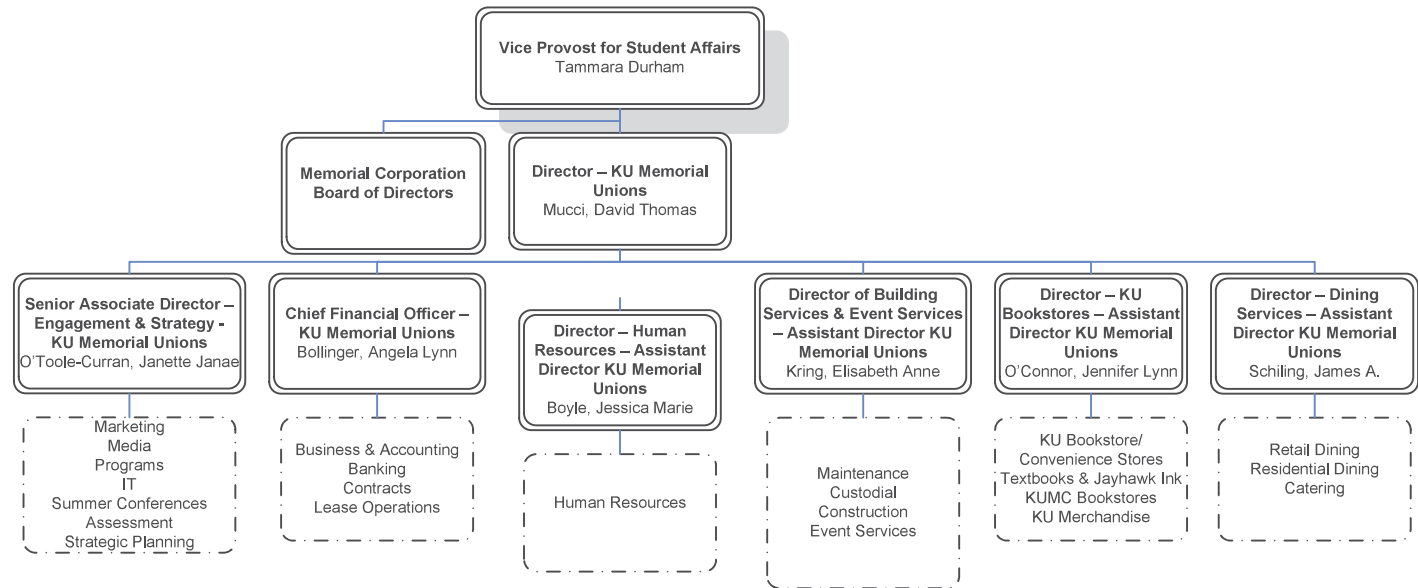 Vice Provost for Student Affairs
Tammara Durham
Memorial Corporation
Board of Directors
Director – KU Memorial
Unions
Mucci, David Thomas
Senior Associate Director –
Engagement & Strategy -
KU Memorial Unions
O'Toole-Curran, Janette Janae
Chief Financial Officer –
KU Memorial Unions
Bollinger, Angela Lynn
Director – Human
Resources – Assistant
Director KU Memorial
Unions
Boyle, Jessica Marie
Director of Building
Services & Event Services
– Assistant Director KU
Memorial Unions
Kring, Elisabeth Anne
Director – KU
Bookstores – Assistant
Director KU Memorial
Unions
O'Connor, Jennifer Lynn
Director – Dining
Services – Assistant
Director KU Memorial
Unions
Schiling, James A.
Marketing
Media
Programs
IT
Summer Conferences
Assessment
Strategic Planning
Business & Accounting
Banking
Contracts
Lease Operations
Human Resources
Maintenance
Custodial
Construction
Event Services
KU Bookstore/
Convenience Stores
Textbooks & Jayhawk Ink
KUMC Bookstores
KU Merchandise
Retail Dining
Residential Dining
Catering